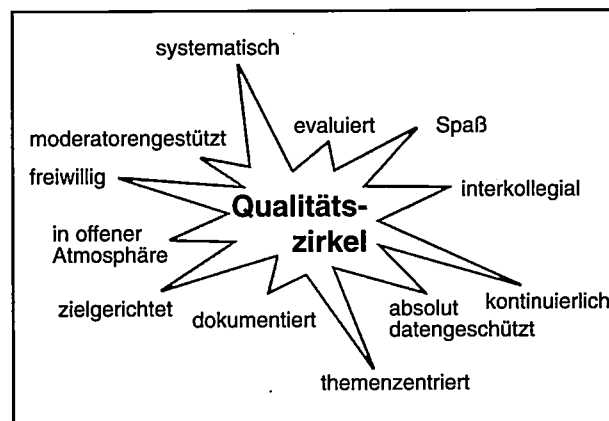 systematisch
evaluiert
Spaß
moderatorengestützt
freiwillig
interkollegial
Qualitäts-
zirkel
in offener
Atmosphäre
zielgerichtet
dokumentiert
absolut
datengeschützt
kontinuierlich
themenzentriert